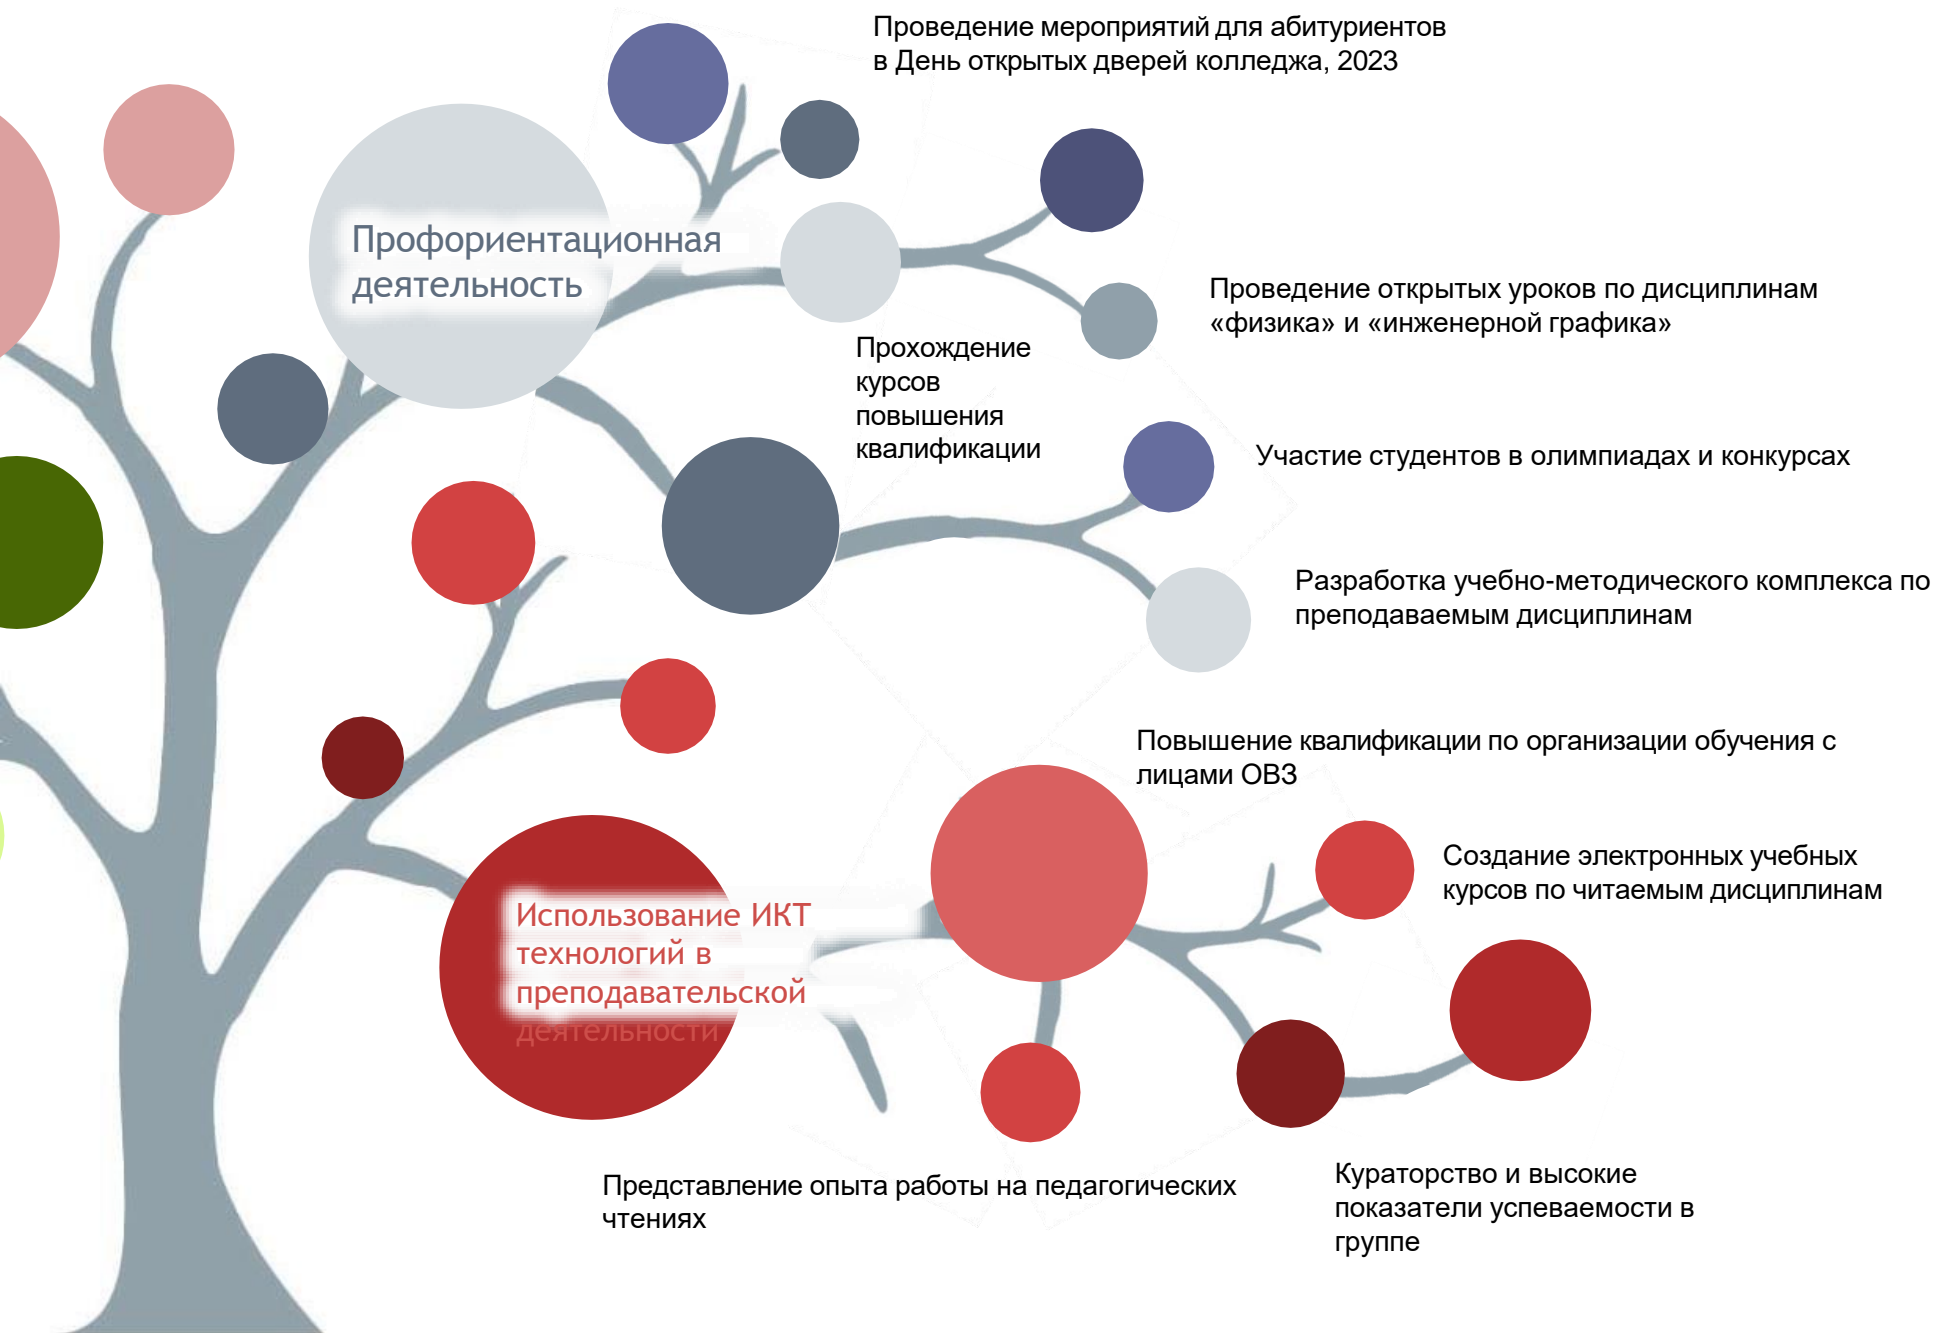 Проведение мероприятий для абитуриентов
в День открытых дверей колледжа, 2023
Профориентационная
деятельность
Проведение открытых уроков по дисциплинам
«физика» и «инженерной графика»
Прохождение
курсов
повышения
квалификации
Участие студентов в олимпиадах и конкурсах
Разработка учебно-методического комплекса по
преподаваемым дисциплинам
Повышение квалификации по организации обучения с
лицами ОВЗ
Создание электронных учебных
курсов по читаемым дисциплинам
Использование ИКТ
технологий в
преподавательской
деятельности
Представление опыта работы на педагогических
чтениях
Кураторство и высокие
показатели успеваемости в
группе